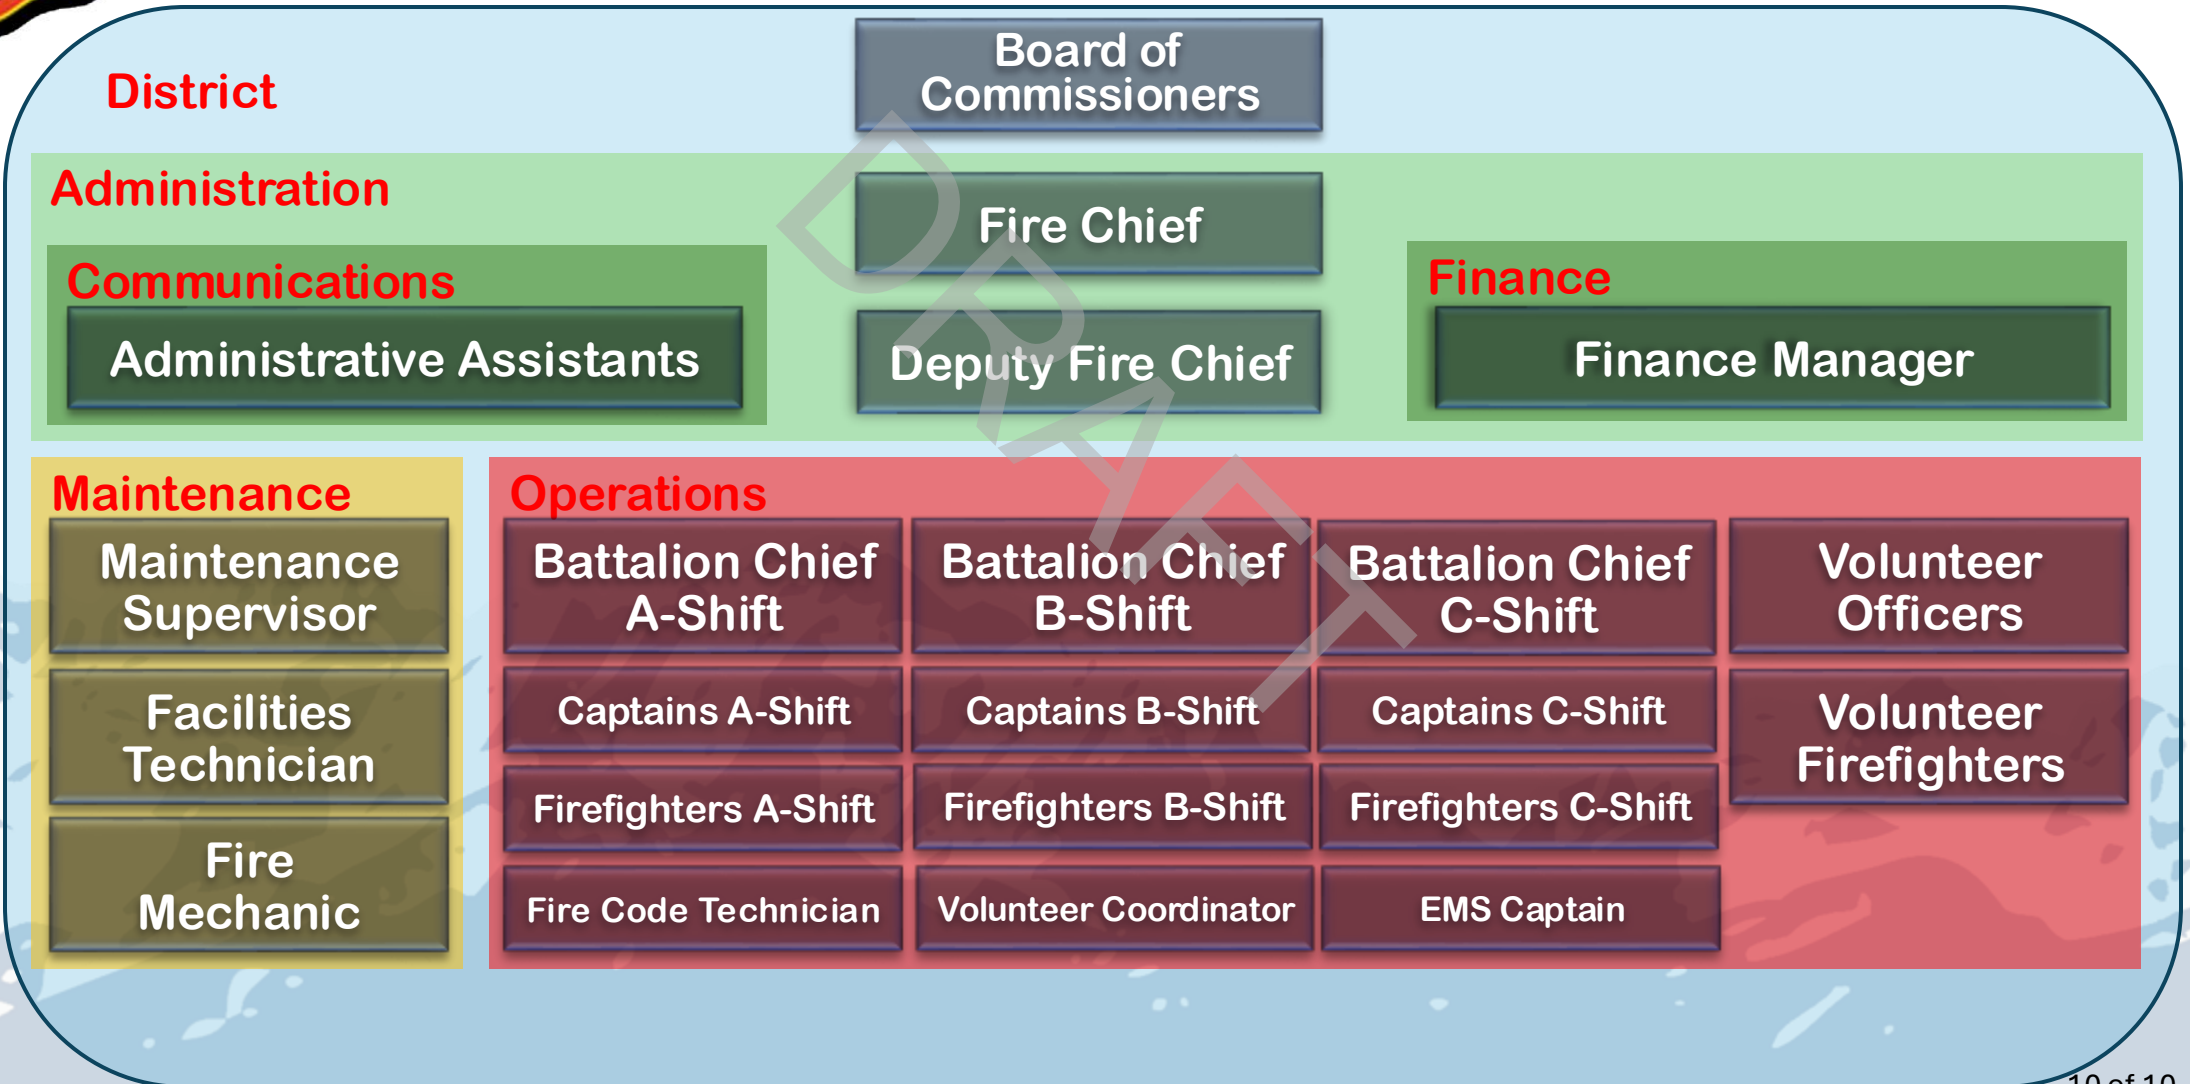 District
Board of
Commissioners
Administration
Fire Chief
Communications
Administrative Assistants
Deputy Fire Chief
Finance
Finance Manager
DRAFT
Maintenance
Maintenance
Supervisor
Facilities
Technician
Fire
Mechanic
Operations
Battalion Chief
A-Shift
Battalion Chief
B-Shift
Battalion Chief
C-Shift
Volunteer
Officers
Captains A-Shift
Captains B-Shift
Captains C-Shift
Volunteer
Firefighters
Firefighters A-Shift
Firefighters B-Shift
Firefighters C-Shift
Fire Code Technician
Volunteer Coordinator
EMS Captain
10 of 10